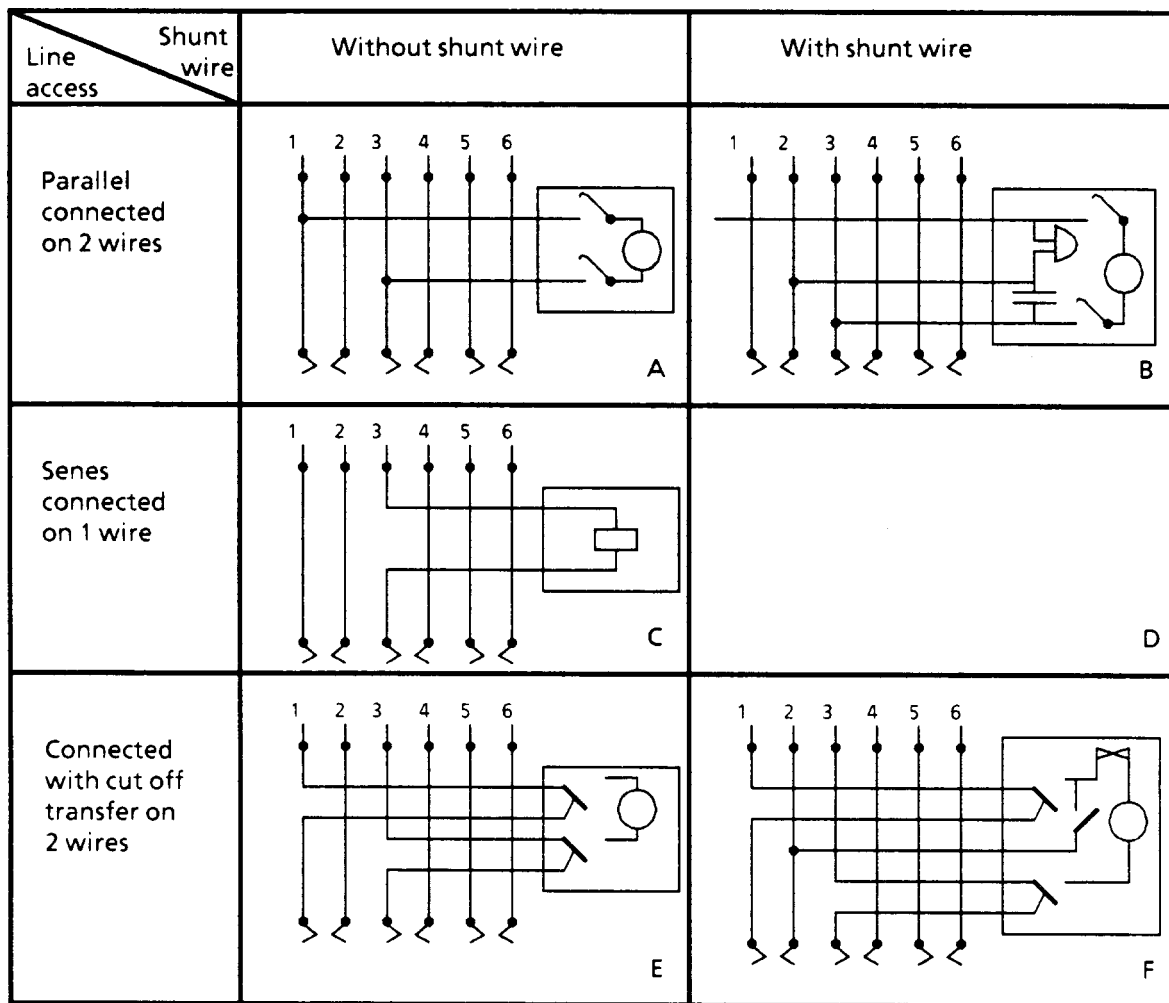 Shunt
wire
Line
access
Without shunt wire
With shunt wire
Parallel
connected
on 2 wires
1 2 3 4 5 6
A
1 2 3 4 5 6
B
Senes
connected
on 1 wire
1 2 3 4 5 6
C
D
Connected
with cut off
transfer on
2 wires
1 2 3 4 5 6
E
1 2 3 4 5 6
F